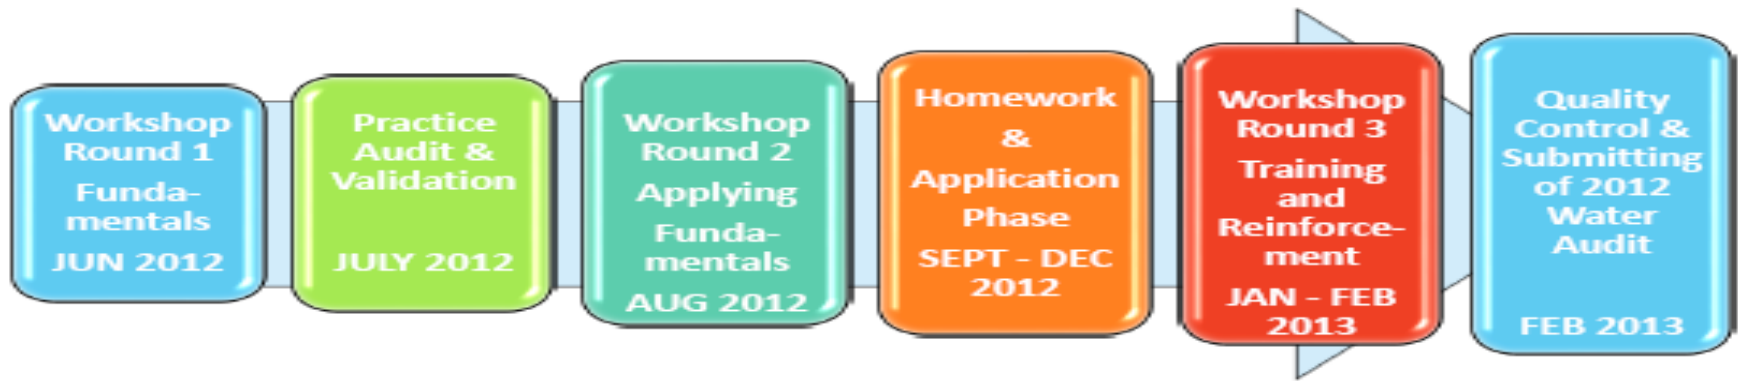 Workshop
Round 1
Funda-
mentals
JUN 2012
Practice
Audit &
Validation
JULY 2012
Workshop
Round 2
Applying
Funda-
mentals
AUG 2012
Homework
&
Application
Phase
SEPT - DEC
2012
Workshop
Round 3
Training
and
Reinforce-
ment
JAN - FEB
2013
Quality
Control &
Submitting
of 2012
Water
Audit
FEB 2013